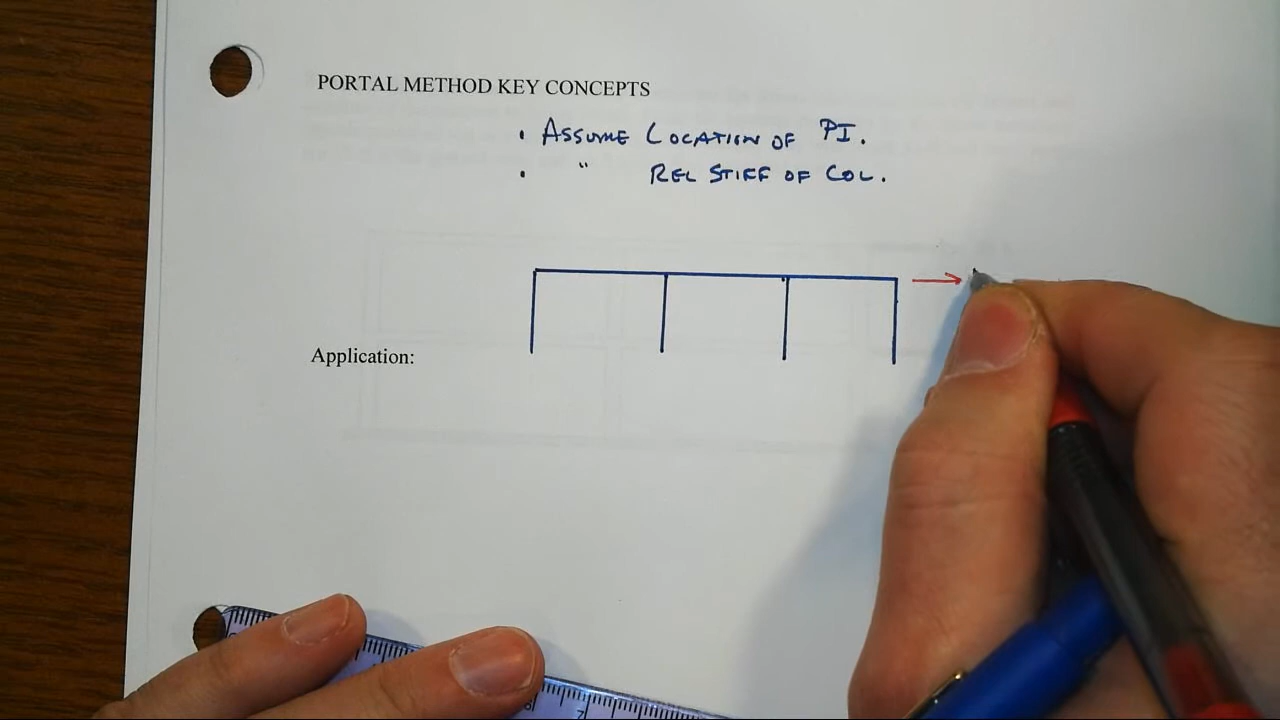 PORTAL METHOD KEY CONCEPTS
• ASSUME LOCATION OF PI.
• " REL STIFF OF COL.
Application: